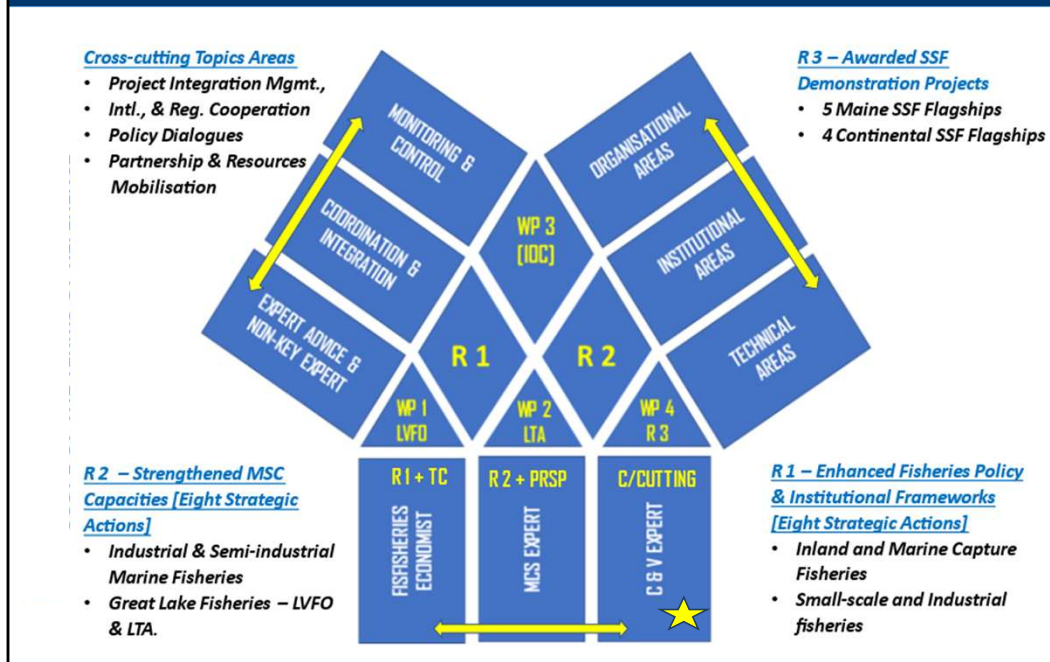 Cross-cutting Topics Areas
• Project Integration Mgmt.,
• Intl., & Reg. Cooperation
• Policy Dialogues
• Partnership & Resources
Mobilisation
R 3 – Awarded SSF
Demonstration Projects
• 5 Maine SSF Flagships
• 4 Continental SSF Flagships
MONITORING &
CONTROL
COORDINATION &
INTEGRATION
EXPERT ADVICE &
NON-KEY EXPERT
ORGANISATIONAL
AREAS
INSTITUTIONAL
AREAS
TECHNICAL
AREAS
WP 3
[IOC]
R 1
R 2
WP 1
LVFO
WP 2
LTA
WP 4
R 3
R 2 – Strengthened MSC
Capacities [Eight Strategic
Actions]
• Industrial & Semi-industrial
Marine Fisheries
• Great Lake Fisheries – LVFO
& LTA.
R1 + TC
FISFISHERIES
ECONOMIST
R 2 + PRSP
MCS EXPERT
C/CUTTING
C & V EXPERT
R 1 – Enhanced Fisheries Policy
& Institutional Frameworks
[Eight Strategic Actions]
• Inland and Marine Capture
Fisheries
• Small-scale and Industrial
fisheries